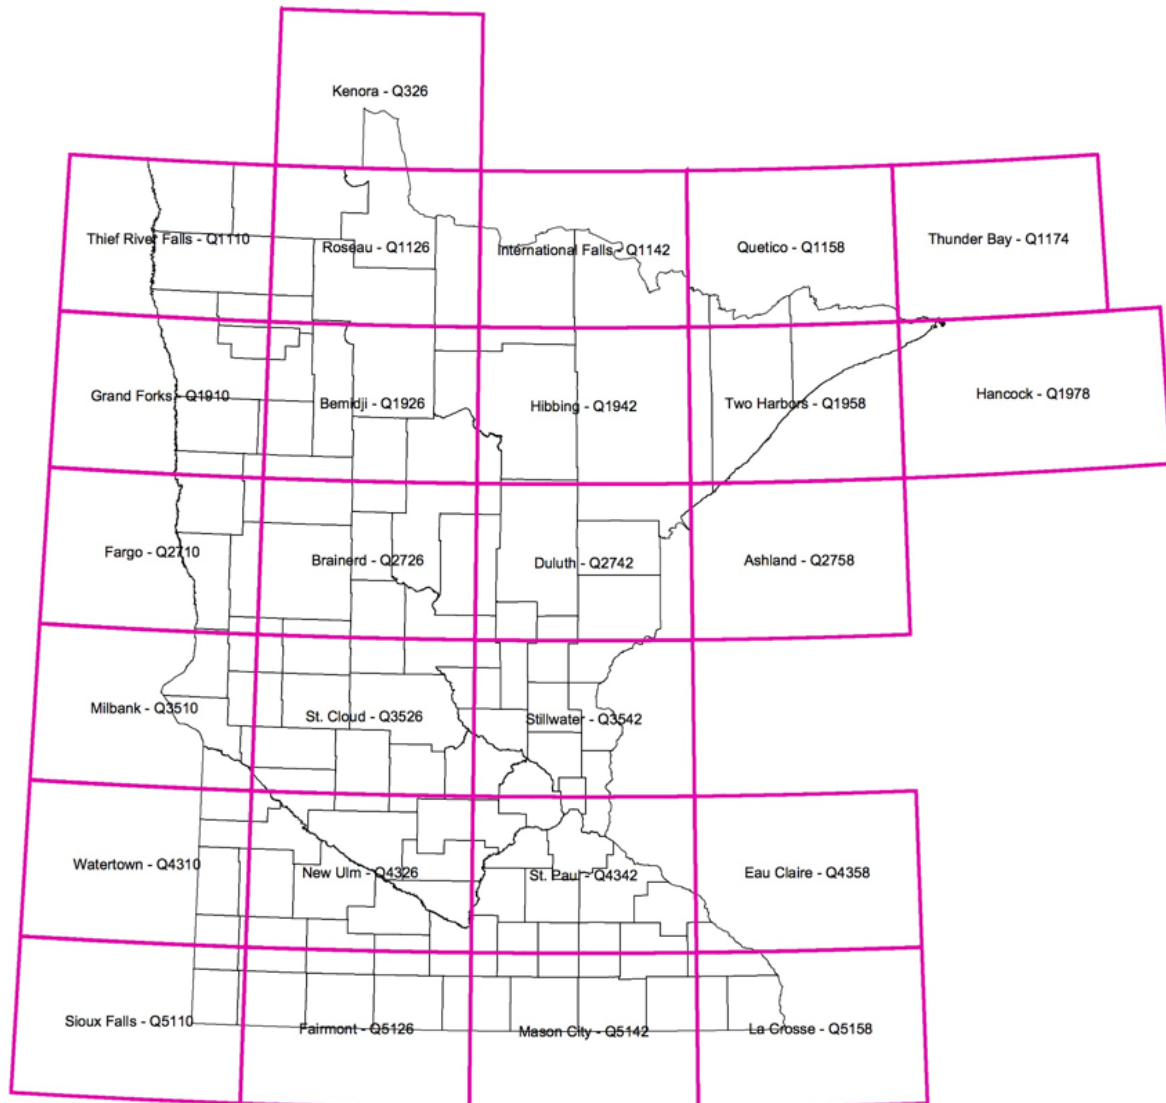 Kenora - Q326
Thief River Falls - Q1110
Roseau - Q1126
International Falls - Q1142
Quetico - Q1158
Thunder Bay - Q1174
Grand Forks - Q1910
Bemidji - Q1926
Hibbing - Q1942
Two Harbors - Q1958
Hancock - Q1978
Fargo - Q2710
Brainerd - Q2726
Duluth - Q2742
Ashland - Q2758
Milbank - Q3510
St. Cloud - Q3526
Stillwater - Q3542
Watertown - Q4310
New Ulm - Q4326
St. Paul - Q4342
Eau Claire - Q4358
Sioux Falls - Q5110
Fairmont - Q5126
Mason City - Q5142
La Crosse - Q5158